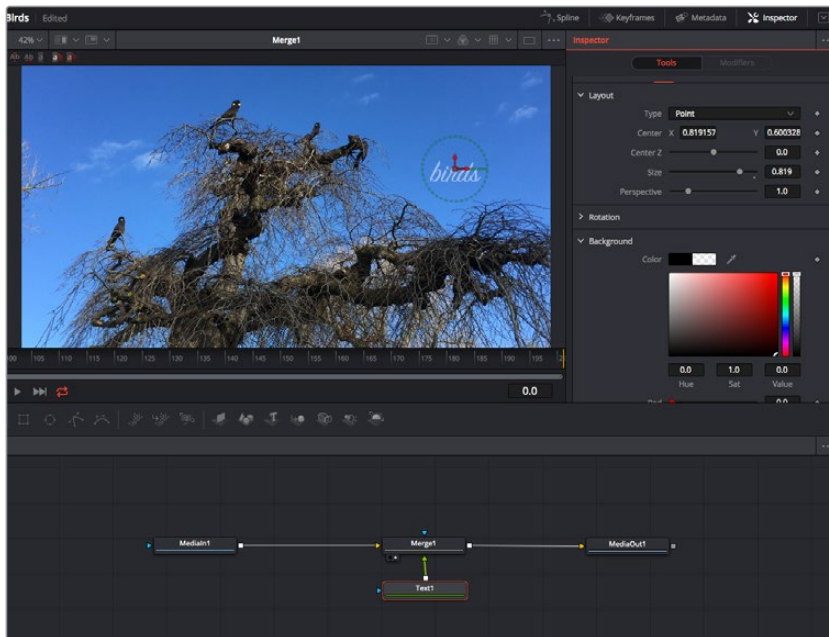 Birds Edited Spline Keyframes Metadata Inspector
42% Merge1 Inspector
Tools Modifiers
Layout
Type Point
Center X 0.819157 Y 0.600328
Center Z 0.0
birds
Size 0.819
Perspective 1.0
Rotation
Background
Color
105 110 115 120 125 130 135 140 145 150 155 160 165 170 175 180 185 190 195
0.0
0.0 1.0 0.0
Hue Sat Value
MediaIn1 Merge1 MediaOut1
Text1